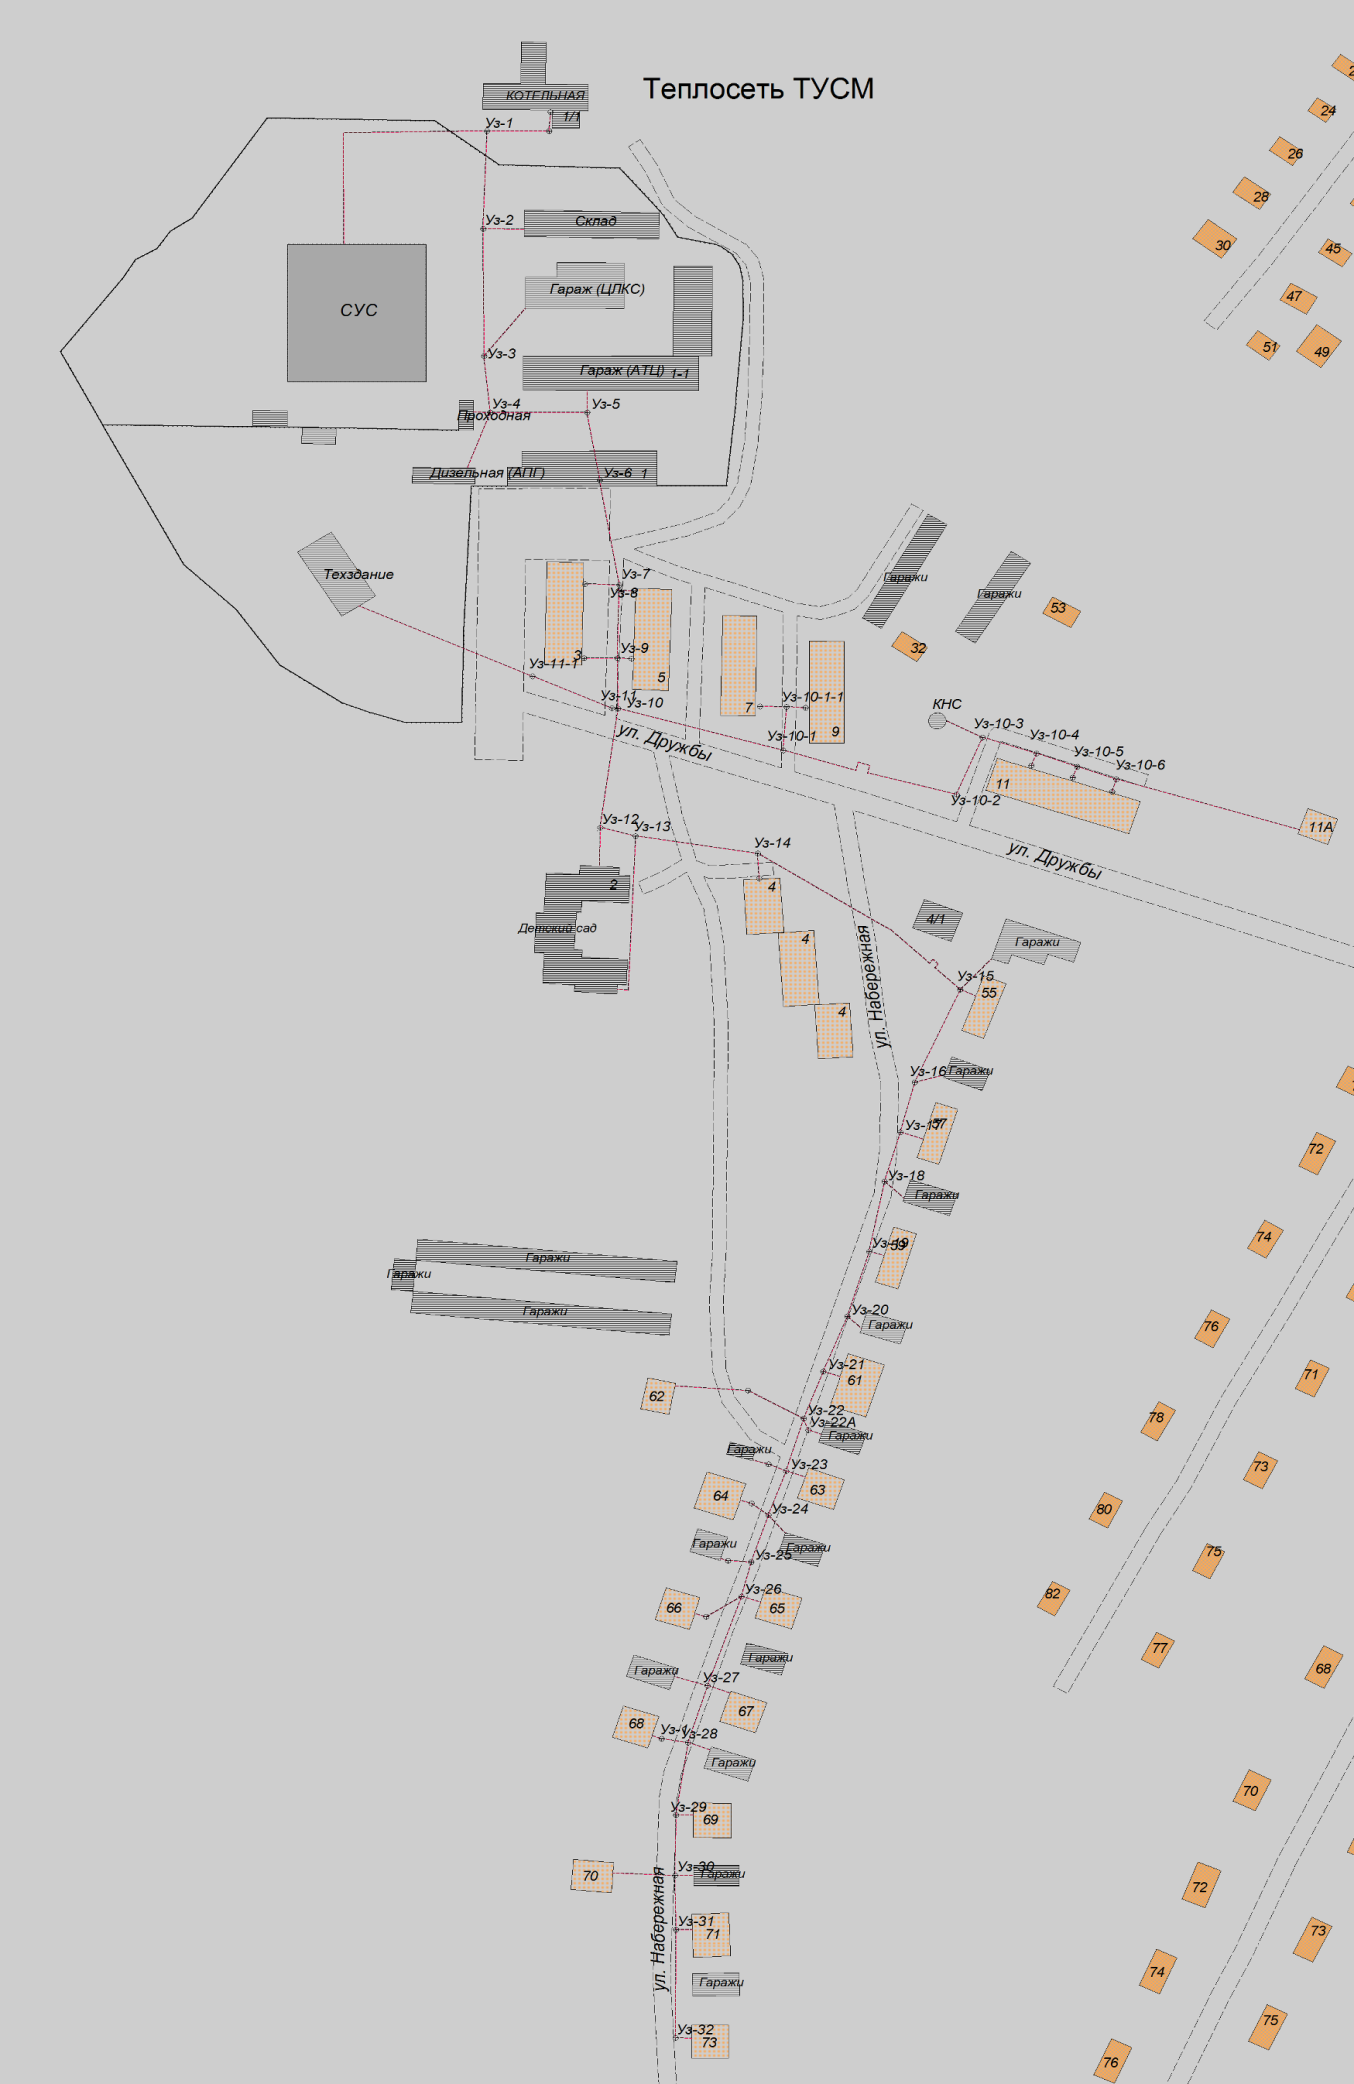 Теплосеть ТУСМ
КОТЕЛЬНАЯ
1/1
Уз-1
24
26
28
30
45
47
51
49
Уз-2
Склад
Гараж (ЦЛКС)
СУС
Уз-3
Гараж (АТЦ)
1-1
Уз-4
Уз-5
Проходная
Дизельная (АПГ)
Уз-6
1
Техздание
Уз-7
Уз-8
Гаражи
Гаражи
53
32
3
Уз-9
5
Уз-11-1
Уз-11
Уз-10
7
Уз-10-1-1
9
Уз-10-1
КНС
Уз-10-3
Уз-10-4
Уз-10-5
Уз-10-6
ул. Дружбы
11
Уз-10-2
11А
Уз-12
Уз-13
Уз-14
ул. Дружбы
2
4
Детский сад
4
4
4/1
Гаражи
ул. Набережная
Уз-15
55
Уз-16
Гаражи
Уз-17
57
72
Уз-18
Гаражи
Уз-19
59
74
Гаражи
Гаражи
Гаражи
Уз-20
Гаражи
76
Уз-21
61
71
62
Уз-22
Уз-22А
Гаражи
78
Гаражи
Уз-23
63
73
64
Уз-24
80
Гаражи
Уз-25
Гаражи
75
66
Уз-26
65
82
Гаражи
77
Гаражи
Уз-27
68
67
68
Уз-1
Уз-28
Гаражи
70
Уз-29
69
70
Уз-30
Гаражи
72
Уз-31
71
73
ул. Набережная
Гаражи
74
Уз-32
73
75
76